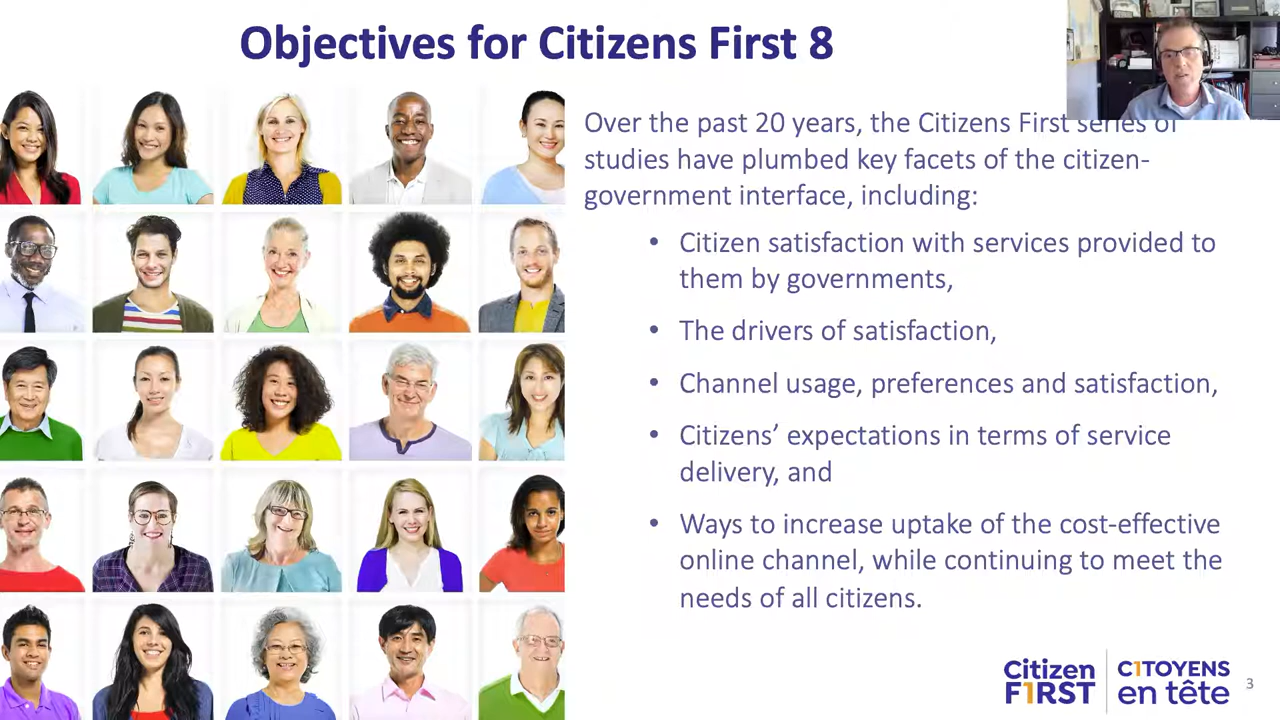 Objectives for Citizens First 8
Over the past 20 years, the Citizens First series of
studies have plumbed key facets of the citizen-
government interface, including:
• Citizen satisfaction with services provided to
them by governments,
• The drivers of satisfaction,
• Channel usage, preferences and satisfaction,
• Citizens’ expectations in terms of service
delivery, and
• Ways to increase uptake of the cost-effective
online channel, while continuing to meet the
needs of all citizens.
Citizen
F1RST
C1TOYENS
en tête
3